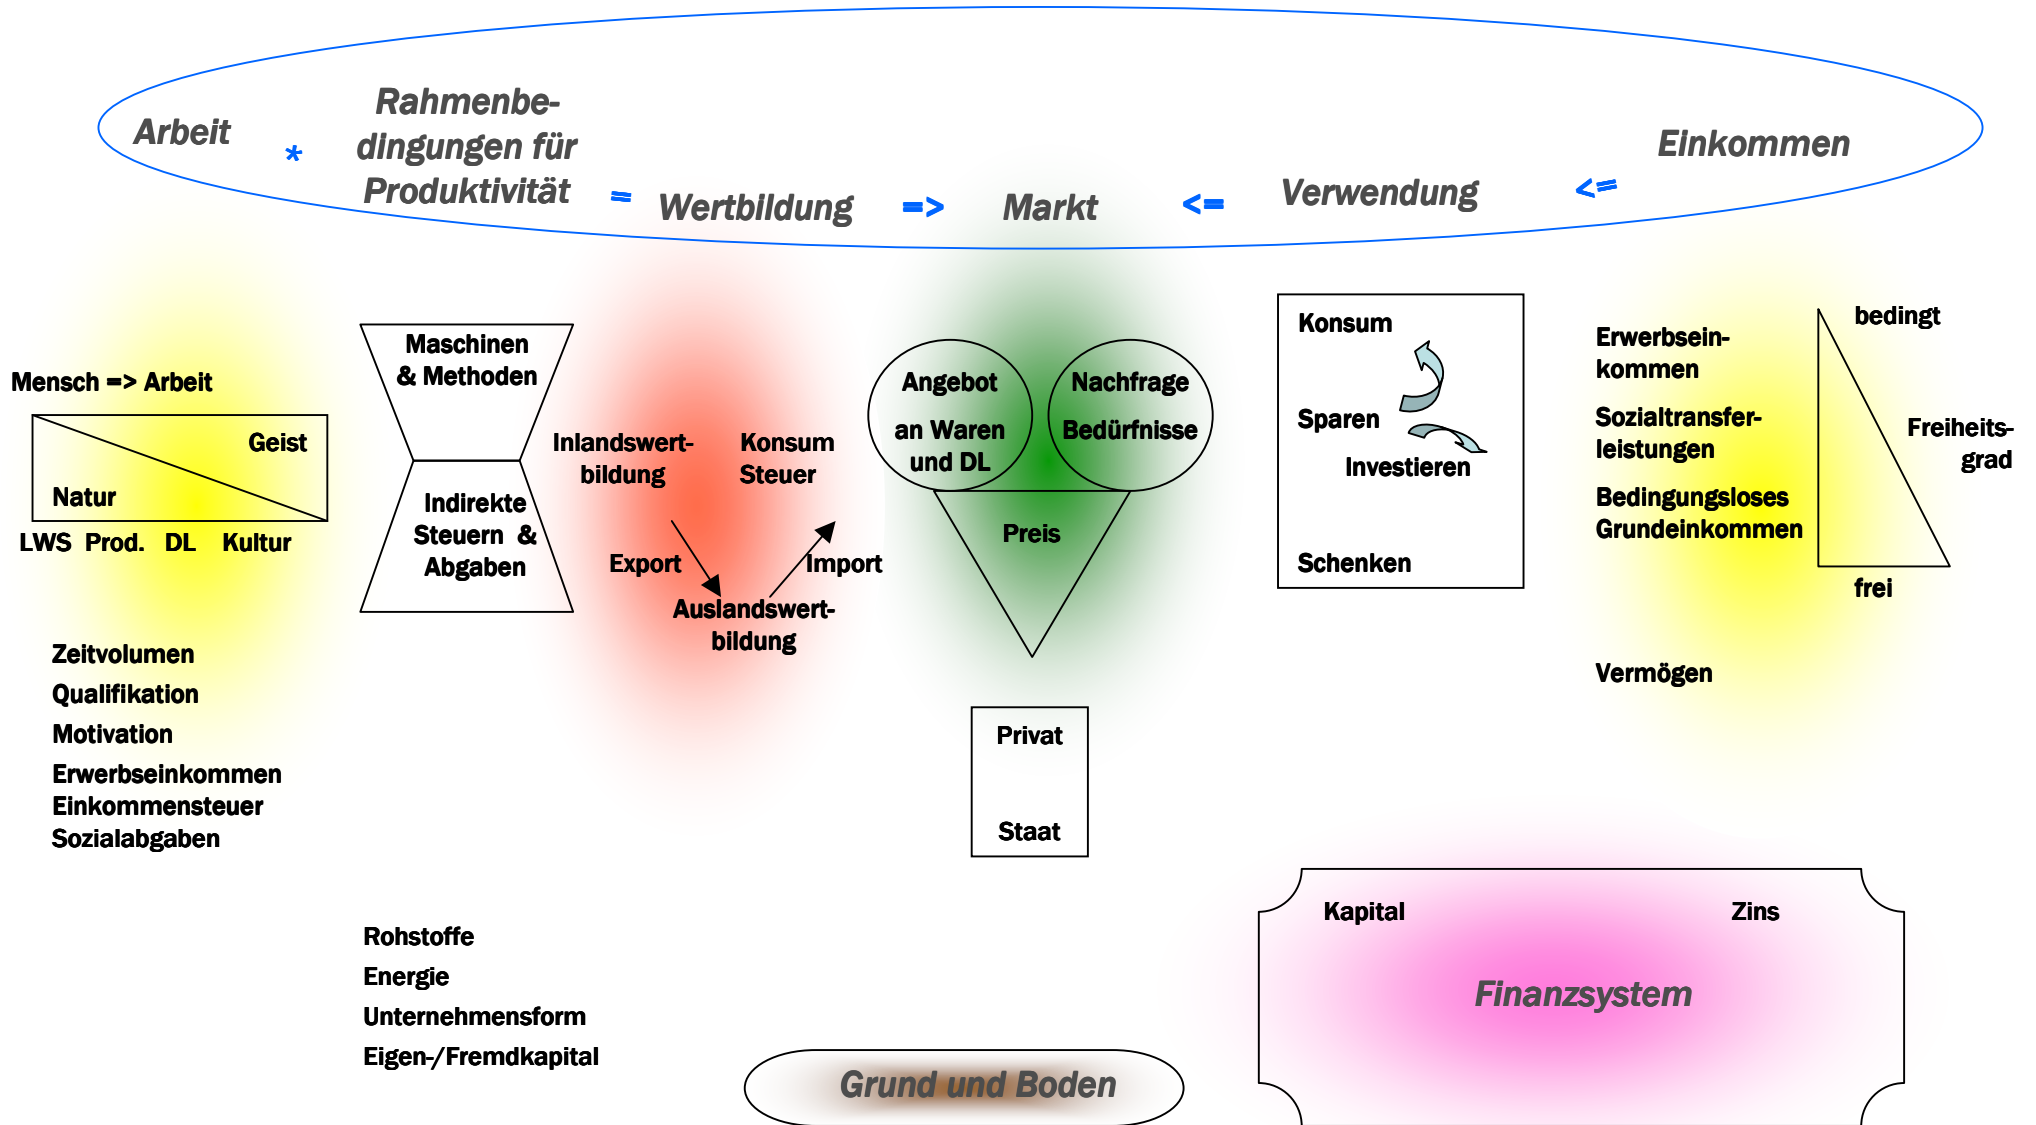 Arbeit
*
Rahmenbe-
dingungen für
Produktivität
=
Wertbildung
=>
Markt
<=
Verwendung
<=
Einkommen
Mensch => Arbeit
Geist
Natur
LWS Prod. DL Kultur
Zeitvolumen
Qualifikation
Motivation
Erwerbseinkommen
Einkommensteuer
Sozialabgaben
Maschinen
& Methoden
Indirekte
Steuern &
Abgaben
Rohstoffe
Energie
Unternehmensform
Eigen-/Fremdkapital
Inlandswert-
bildung
Konsum
Steuer
Export
Import
Auslandswert-
bildung
Angebot
an Waren
und DL
Nachfrage
Bedürfnisse
Preis
Privat
Staat
Konsum
Sparen
Investieren
Schenken
Erwerbsein-
kommen
Sozialtransfer-
leistungen
Bedingungsloses
Grundeinkommen
Vermögen
bedingt
Freiheits-
grad
frei
Kapital
Zins
Finanzsystem
Grund und Boden